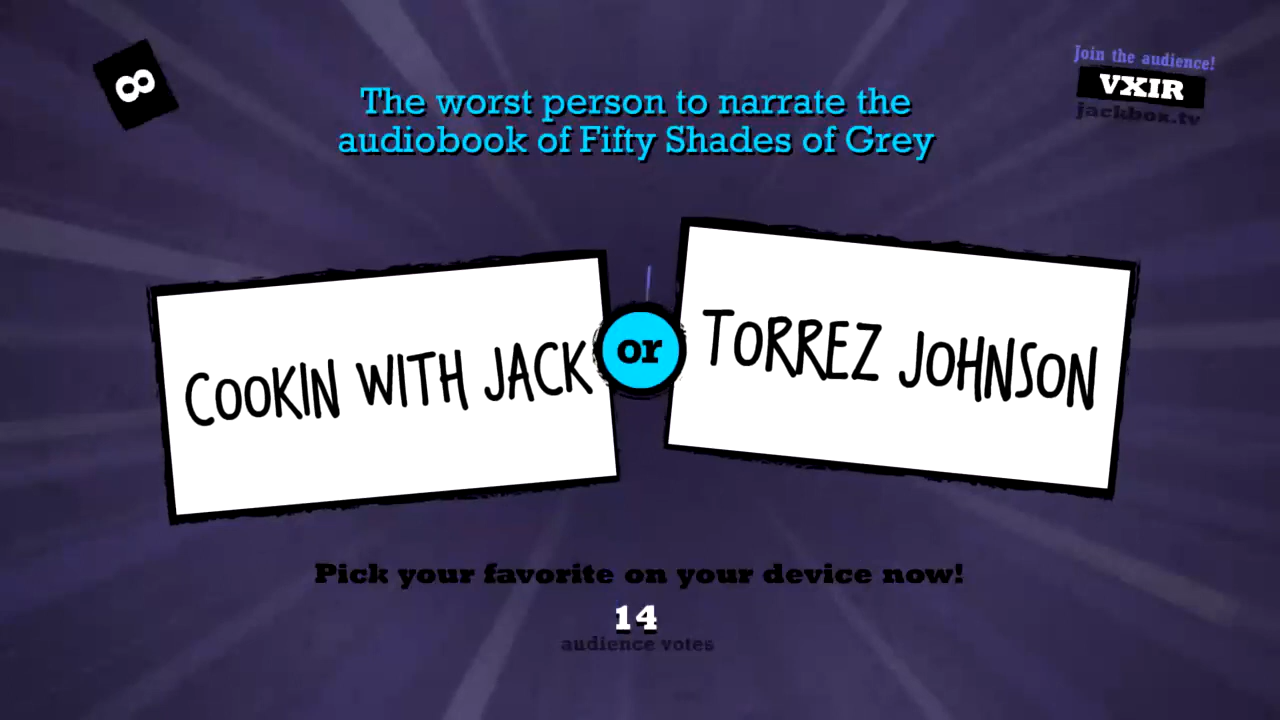 8
Join the audience!
VXIR
jackbox.tv
The worst person to narrate the
audiobook of Fifty Shades of Grey
COOKIN WITH JACK
or
TORREZ JOHNSON
Pick your favorite on your device now!
14
audience votes